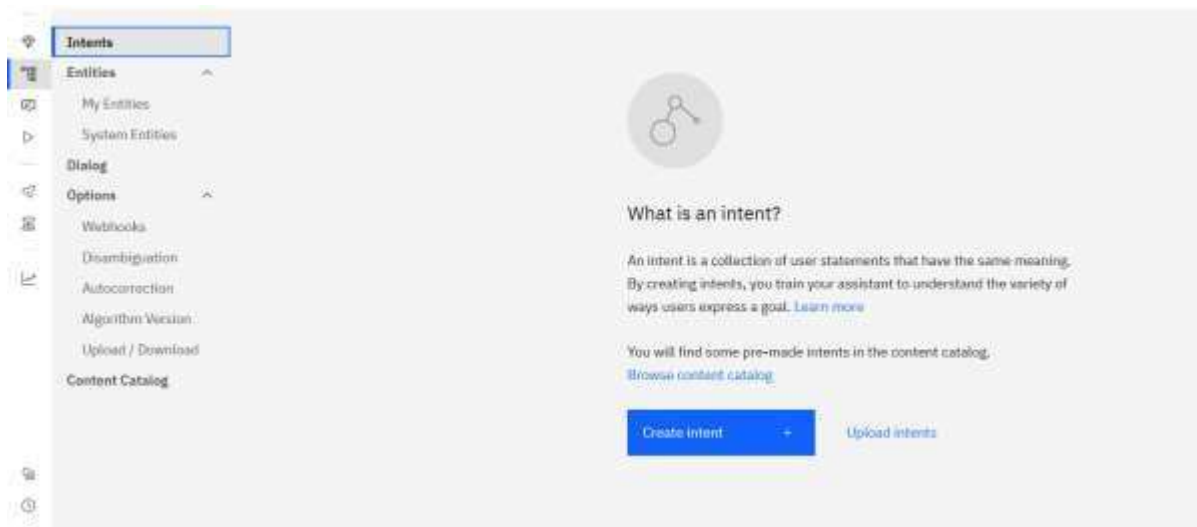 Intents
Entities
My Entities
System Entities
Dialog
Options
Webhooks
Disambiguation
Autocorrection
Algorithm Version
Upload / Download
Content Catalog
What is an intent?
An intent is a collection of user statements that have the same meaning.
By creating intents, you train your assistant to understand the variety of
ways users express a goal. Learn more
You will find some pre-made intents in the content catalog.
Browse content catalog
Create intent +
Upload intents